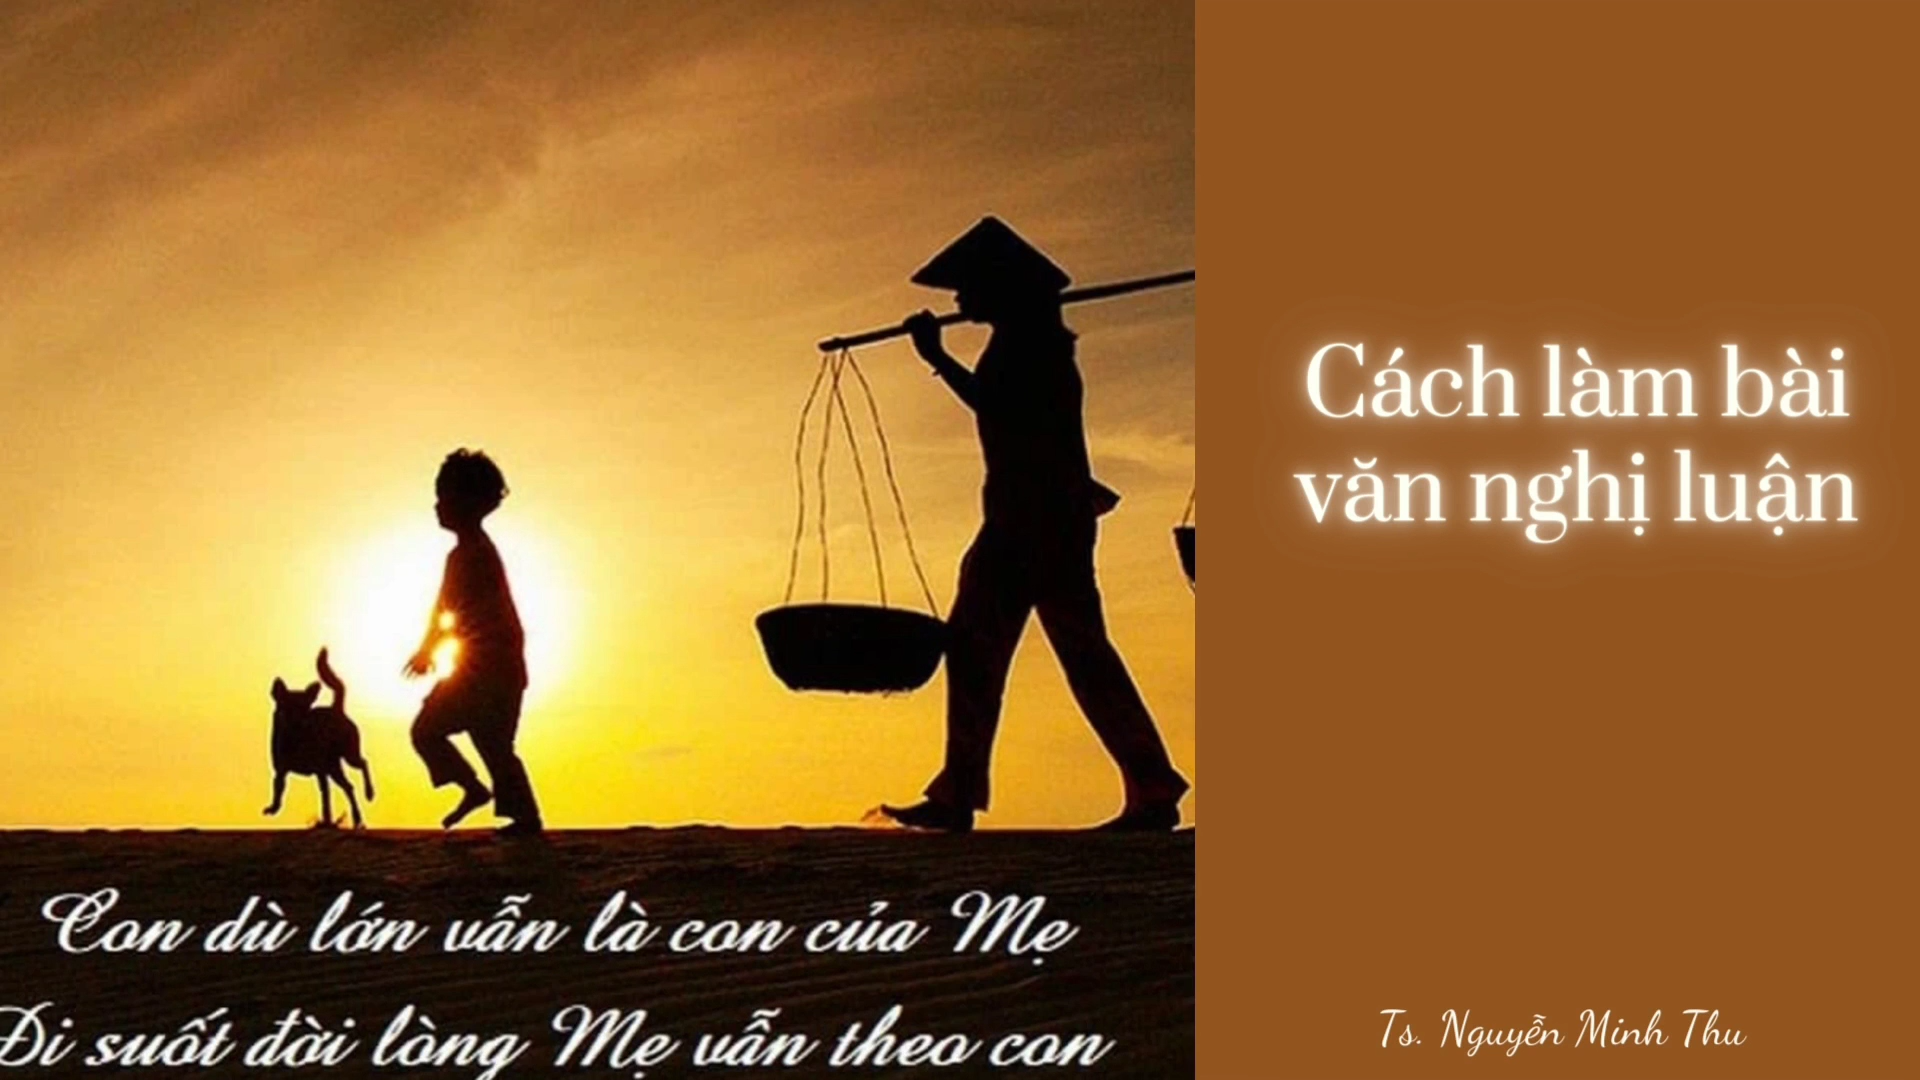 Con dù lớn vẫn là con của Mẹ
Đi suốt đời lòng Mẹ vẫn theo con
Cách làm bài
văn nghị luận
Ts. Nguyễn Minh Thu